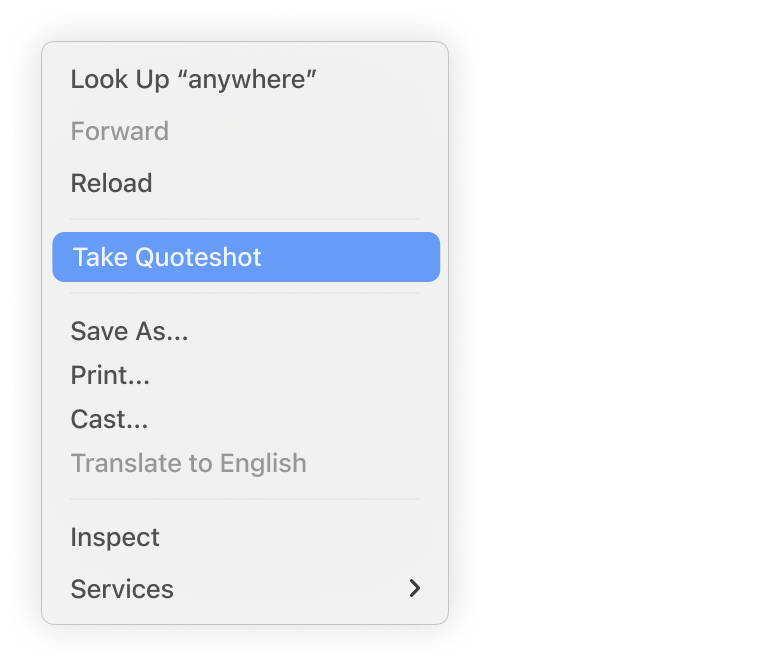 Look Up “anywhere”
Forward
Reload
Take Quoteshot
Save As...
Print...
Cast...
Translate to English
Inspect
Services